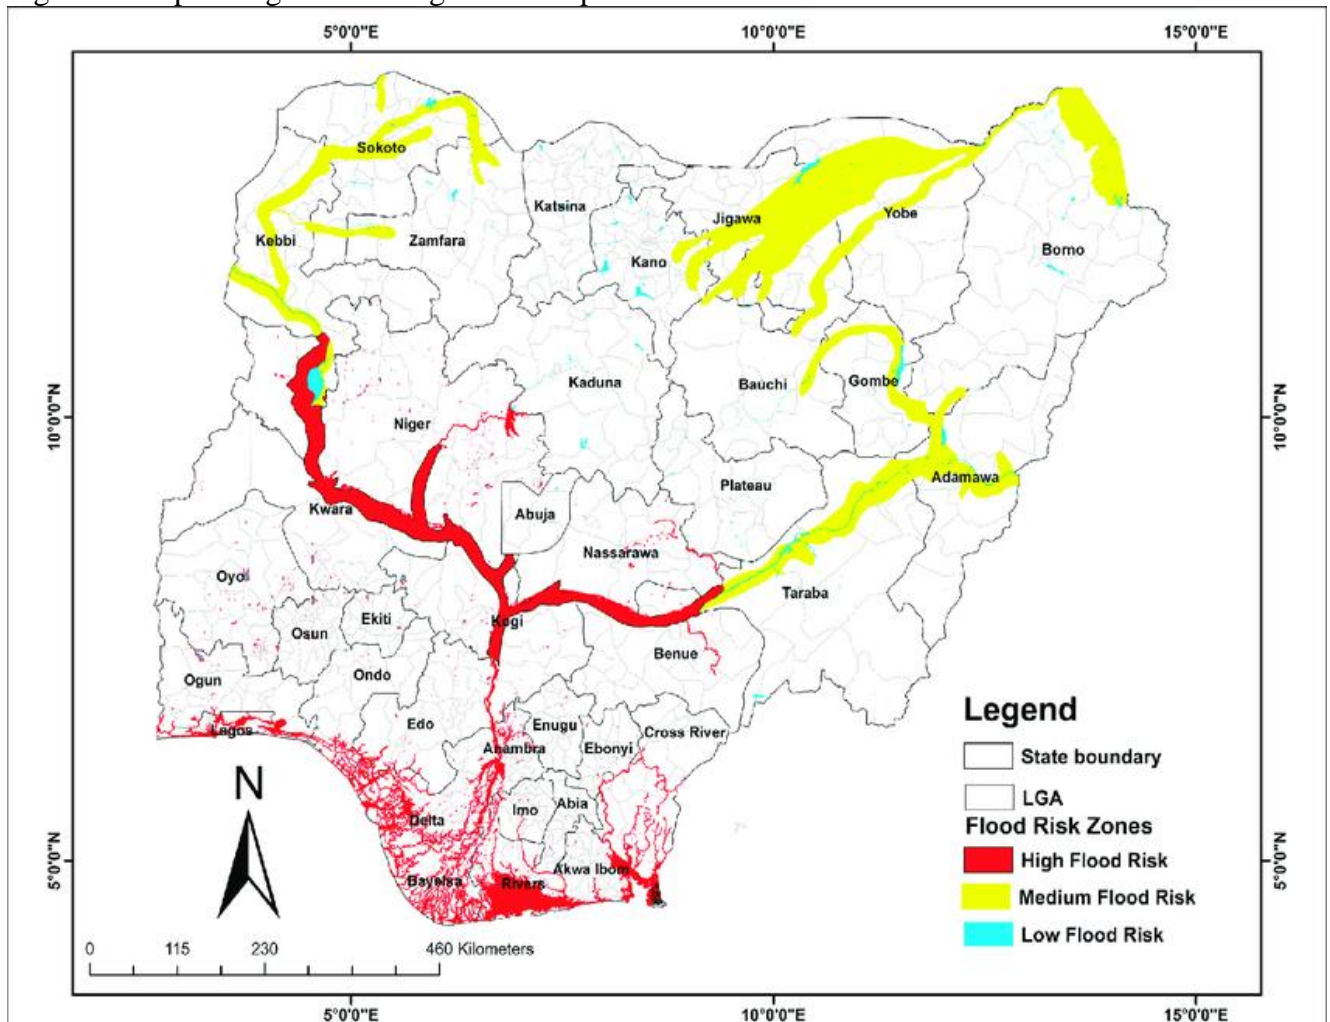 5°0'0"E
10°0'0"E
15°0'0"E
Sokoto
Katsina
Jigawa
Yobe
Kebbi
Zamfara
Borno
Kano
Kaduna
Bauchi
Gombe
10°0'0"N
10°0'0"N
Niger
Adamawa
Plateau
Kwara
Abuja
Nassarawa
Oyo
Taraba
Ekiti
Kogi
Osun
Benue
Ogun
Ondo
Edo
Enugu
Cross River
Lagos
Anambra
Ebonyi
N
Imo
Abia
Delta
5°0'0"N
5°0'0"N
Akwa Ibom
Bayelsa
Rivers
Legend
State boundary
LGA
Flood Risk Zones
High Flood Risk
Medium Flood Risk
Low Flood Risk
0 115 230 460 Kilometers
5°0'0"E
10°0'0"E
15°0'0"E